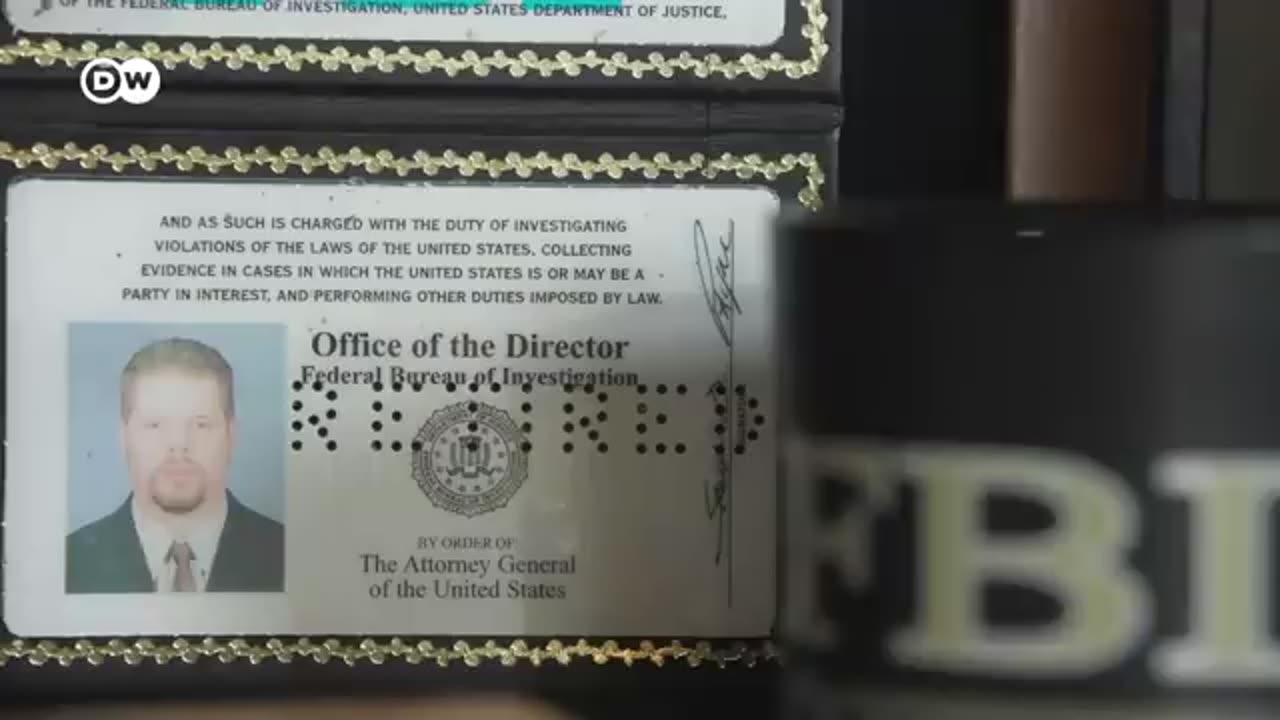 OF THE FEDERAL BUREAU OF INVESTIGATION, UNITED STATES DEPARTMENT OF JUSTICE,
DW
AND AS SUCH IS CHARGED WITH THE DUTY OF INVESTIGATING
VIOLATIONS OF THE LAWS OF THE UNITED STATES, COLLECTING
EVIDENCE IN CASES IN WHICH THE UNITED STATES IS OR MAY BE A
PARTY IN INTEREST, AND PERFORMING OTHER DUTIES IMPOSED BY LAW.
Office of the Director
Federal Bureau of Investigation
RETIRED
BY ORDER OF
The Attorney General
of the United States
FBI